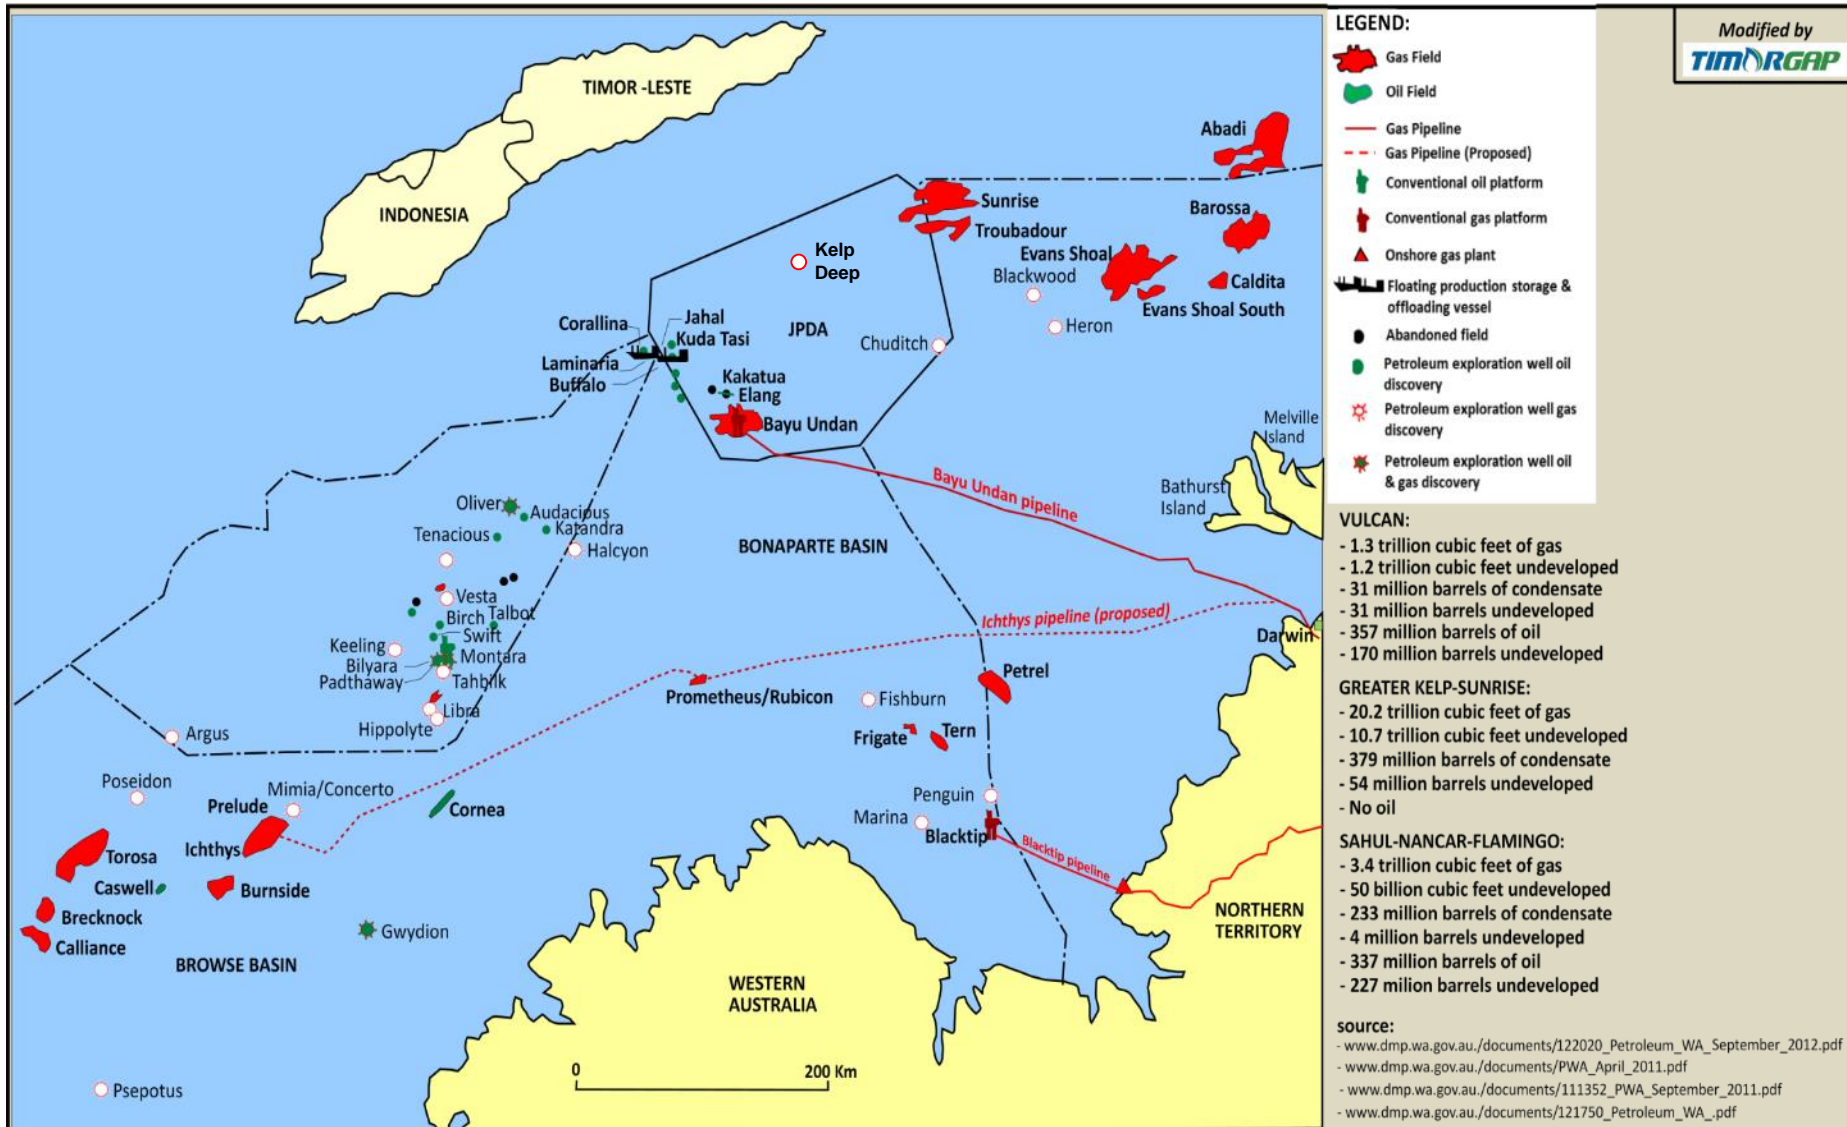 TIMOR -LESTE
INDONESIA
Abadi
Sunrise
Troubadour
Barossa
Evans Shoal
Blackwood
Caldita
Evans Shoal South
Heron
Kelp
Deep
JPDA
Chuditch
Corallina
Jahal
Kuda Tasi
Laminaria
Buffalo
Kakatua
Elang
Bayu Undan
Melville
Island
Bathurst
Island
Bayu Undan pipeline
Oliver
Audacious
Tenacious
Katandra
Halcyon
BONAPARTE BASIN
Vesta
Birch
Talbot
Swift
Keeling
Bilyara
Montara
Padthaway
Tahbilk
Libra
Hippolyte
Argus
Ichthys pipeline (proposed)
Darwin
Petrel
Prometheus/Rubicon
Fishburn
Frigate
Tern
Poseidon
Mimia/Concerto
Prelude
Cornea
Penguin
Marina
Blacktip
Blacktip pipeline
Torosa
Ichthys
Caswell
Burnside
Brecknock
Calliance
Gwydion
BROWSE BASIN
NORTHERN
TERRITORY
WESTERN
AUSTRALIA
0
200 Km
Psepotus
LEGEND:
Gas Field
Oil Field
Gas Pipeline
Gas Pipeline (Proposed)
Conventional oil platform
Conventional gas platform
Onshore gas plant
Floating production storage &
offloading vessel
Abandoned field
Petroleum exploration well oil
discovery
Petroleum exploration well gas
discovery
Petroleum exploration well oil
& gas discovery
Modified by
TIMORGAP
VULCAN:
- 1.3 trillion cubic feet of gas
- 1.2 trillion cubic feet undeveloped
- 31 million barrels of condensate
- 31 million barrels undeveloped
- 357 million barrels of oil
- 170 million barrels undeveloped
GREATER KELP-SUNRISE:
- 20.2 trillion cubic feet of gas
- 10.7 trillion cubic feet undeveloped
- 379 million barrels of condensate
- 54 million barrels undeveloped
- No oil
SAHUL-NANCAR-FLAMINGO:
- 3.4 trillion cubic feet of gas
- 50 billion cubic feet undeveloped
- 233 million barrels of condensate
- 4 million barrels undeveloped
- 337 million barrels of oil
- 227 milion barrels undeveloped
source:
- www.dmp.wa.gov.au./documents/122020_Petroleum_WA_September_2012.pdf
- www.dmp.wa.gov.au./documents/PWA_April_2011.pdf
- www.dmp.wa.gov.au./documents/111352_PWA_September_2011.pdf
- www.dmp.wa.gov.au./documents/121750_Petroleum_WA_.pdf